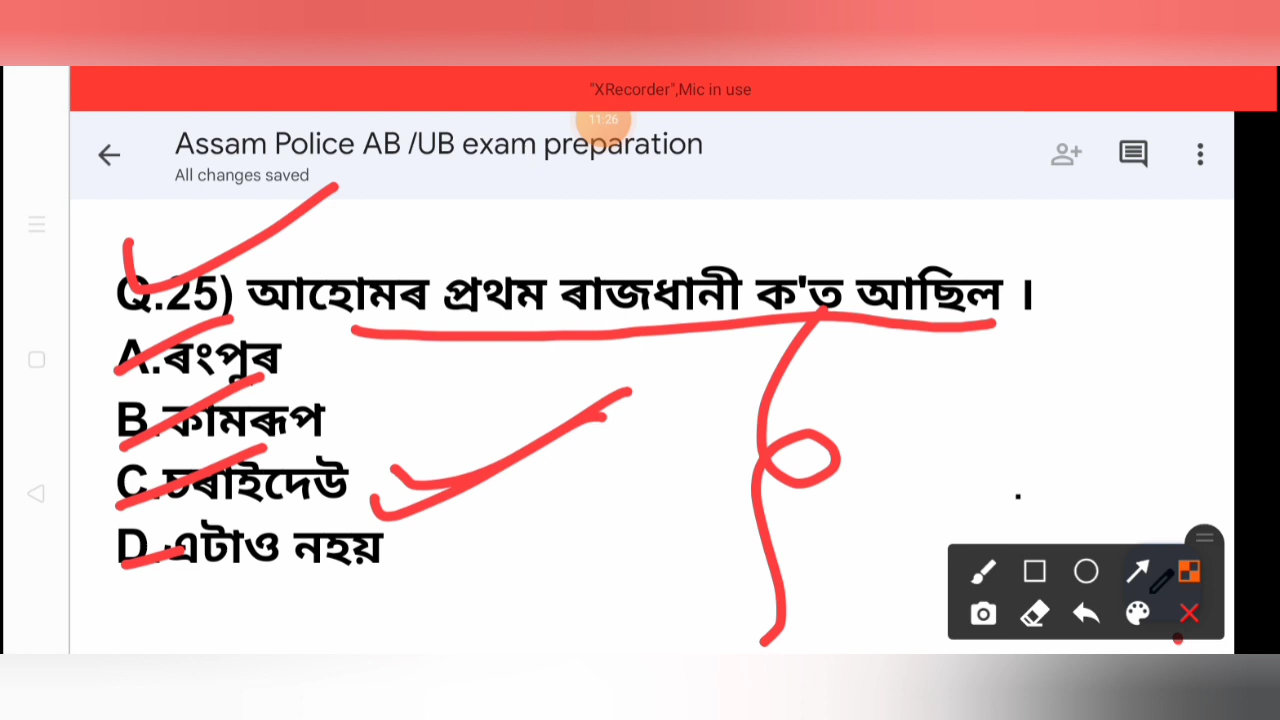 "XRecorder",Mic in use
11:26
Assam Police AB /UB exam preparation
All changes saved
Q.25) আহোমৰ প্ৰথম ৰাজধানী ক'ত আছিল ।
A.ৰংপুৰ
B.কামৰূপ
C.চৰাইদেউ
D.এটাও নহয়
.